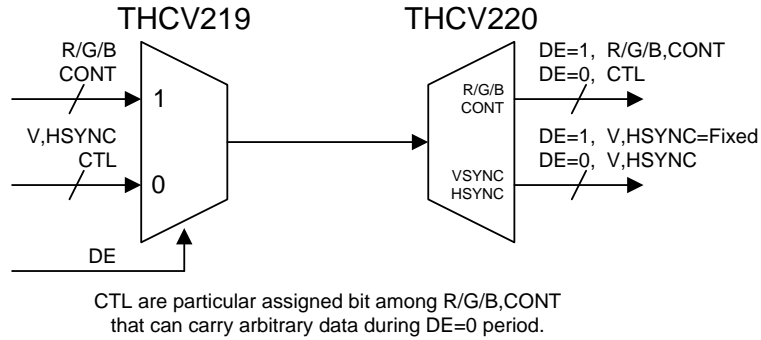 THCV219
THCV220
R/G/B
CONT
1
V,HSYNC
CTL
0
DE
R/G/B
CONT
VSYNC
HSYNC
DE=1, R/G/B,CONT
DE=0, CTL
DE=1, V,HSYNC=Fixed
DE=0, V,HSYNC
CTL are particular assigned bit among R/G/B,CONT
that can carry arbitrary data during DE=0 period.